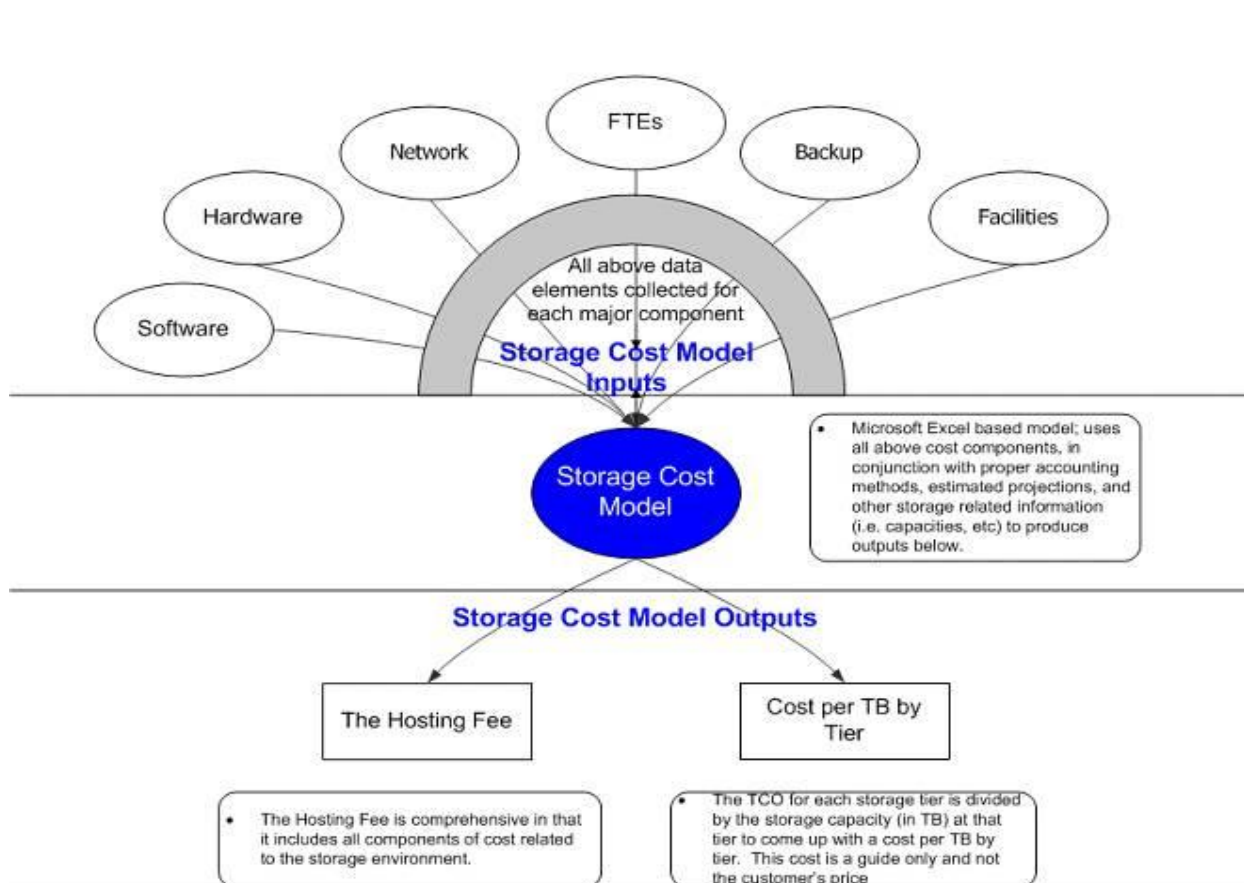 FTEs
Network
Backup
Hardware
Facilities
Software
All above data
elements collected for
each major component
Storage Cost Model
Inputs
Storage Cost
Model
• Microsoft Excel based model; uses
all above cost components, in
conjunction with proper accounting
methods, estimated projections, and
other storage related information
(i.e. capacities, etc) to produce
outputs below.
Storage Cost Model Outputs
The Hosting Fee
Cost per TB by
Tier
• The Hosting Fee is comprehensive in that
it includes all components of cost related
to the storage environment.
• The TCO for each storage tier is divided
by the storage capacity (in TB) at that
tier to come up with a cost per TB by
tier. This cost is a guide only and not
the customer's price